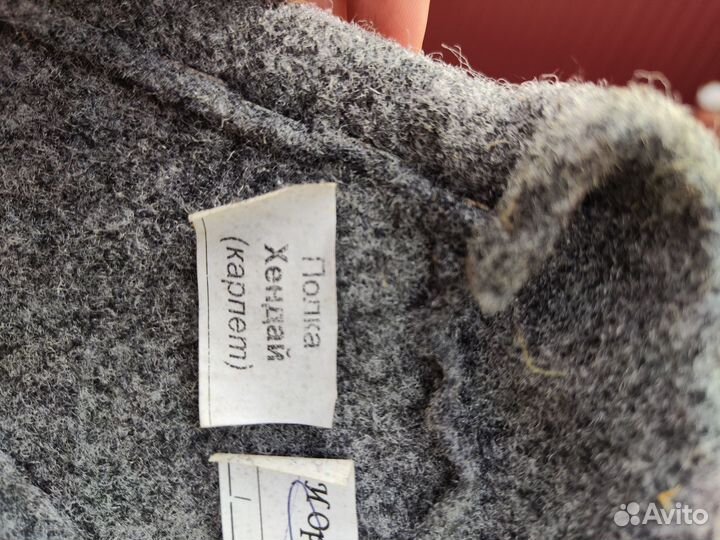 Полка
Хендай
(карпет)
Avito